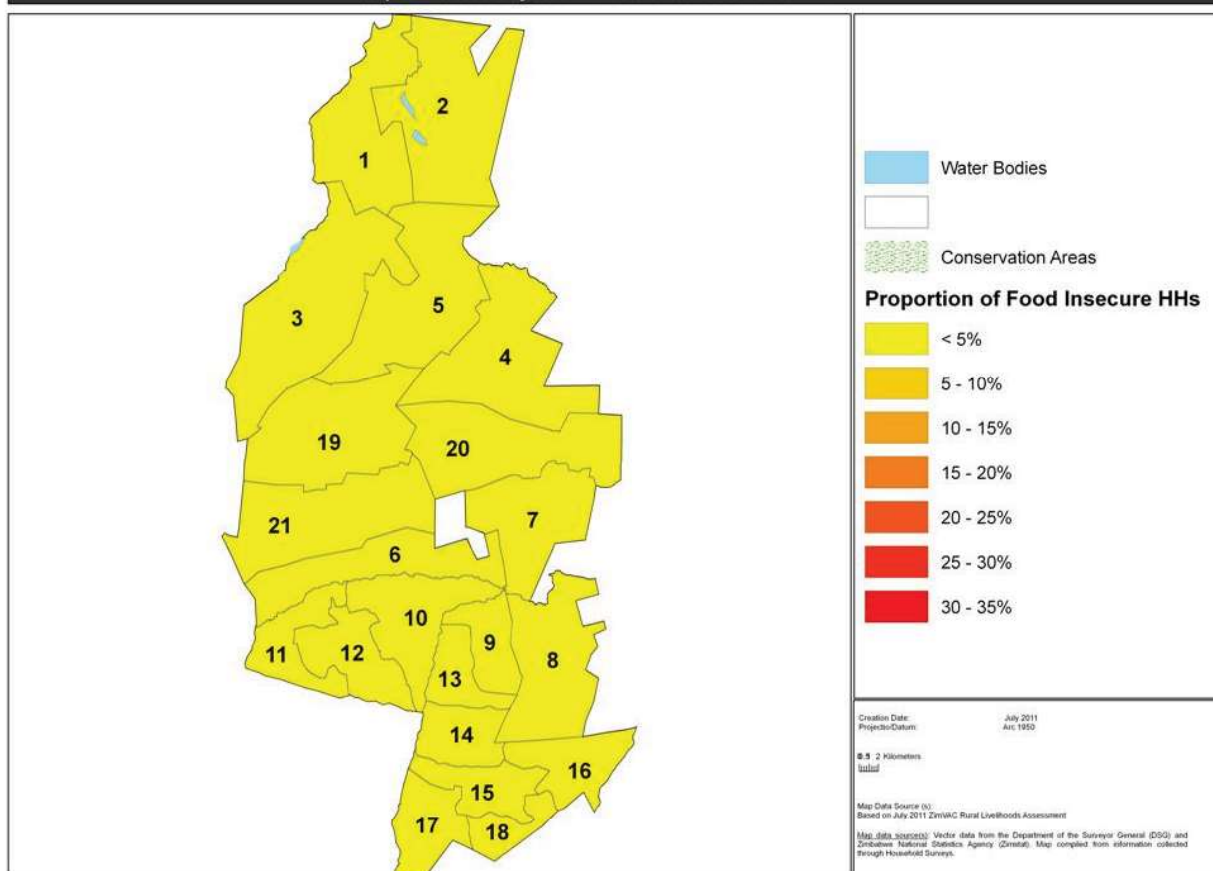 2
1
3
5
4
19
20
21
7
6
10
11
12
9
8
13
14
16
15
17
18
Water Bodies
Conservation Areas
Proportion of Food Insecure HHs
< 5%
5 - 10%
10 - 15%
15 - 20%
20 - 25%
25 - 30%
30 - 35%
Creation Date: July 2011
Projectio/Datum: Arc 1950
2 Kilometers
Map Data Source (s)
Based on July 2011 ZimVAC Rural Livelihoods Assessment
Map data source(s): Vector data from the Department of the Surveyor General (DSG) and
Zimbabwe National Statistics Agency (Zimstat). Map compiled from information collected
through Household Surveys.